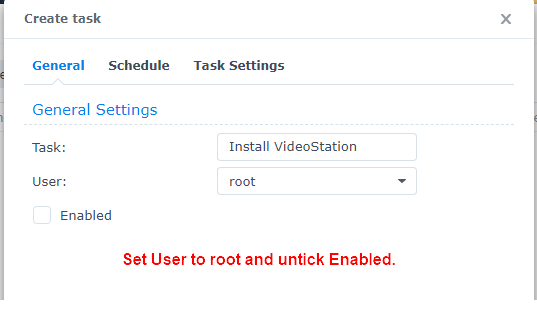 Create task
General Schedule Task Settings
General Settings
Task: Install VideoStation
User: root
Enabled
Set User to root and untick Enabled.